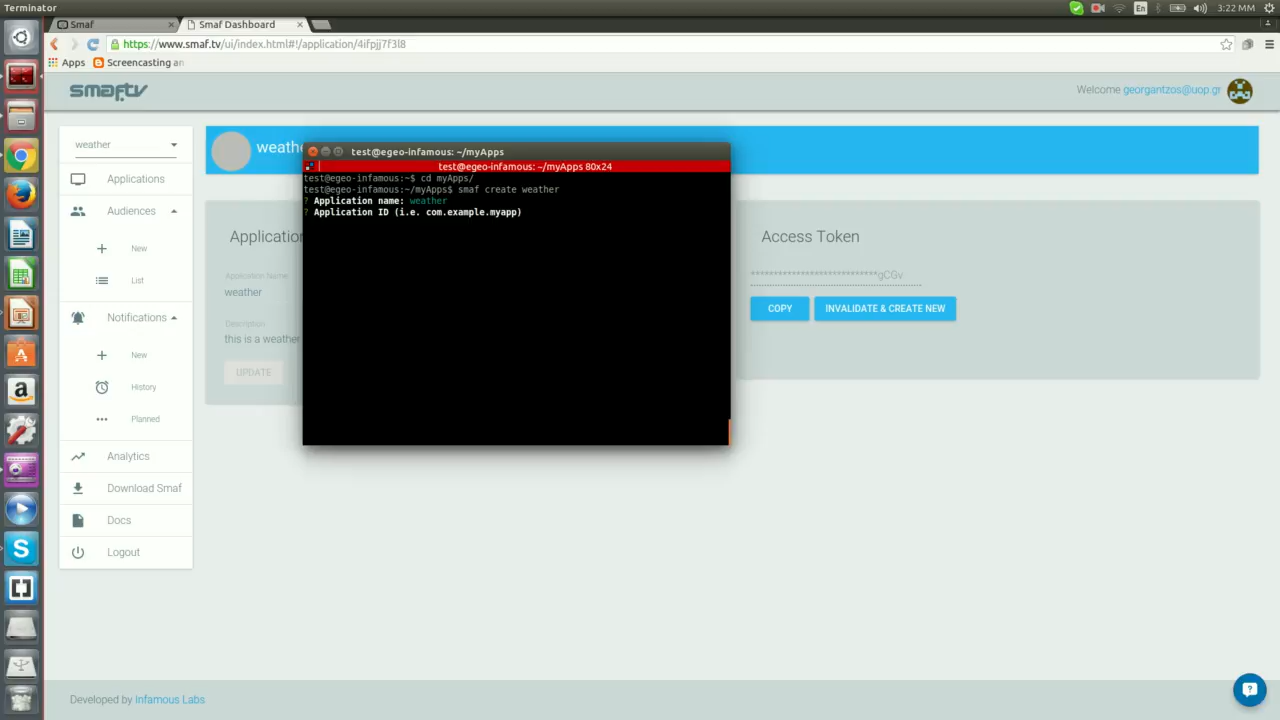 Terminator
En
3:22 MM
Smaf
Smaf Dashboard
https://www.smaf.tv/ui/index.html#!/application/4ifpjj7f3l8
Apps
Screencasting an
smaftv
Welcome georgantzos@uop.gr
weather
Applications
Audiences
New
List
Notifications
New
History
Planned
Analytics
Download Smaf
Docs
Logout
weathe
Application
Application Name
weather
Description
this is a weather
UPDATE
test@egeo-infamous: ~/myApps
test@egeo-infamous: ~/myApps 80x24
test@egeo-infamous:~$ cd myApps/
test@egeo-infamous:~/myApps$ smaf create weather
? Application name: weather
? Application ID (i.e. com.example.myapp)
Access Token
****************************gCGv
COPY
INVALIDATE & CREATE NEW
Developed by Infamous Labs